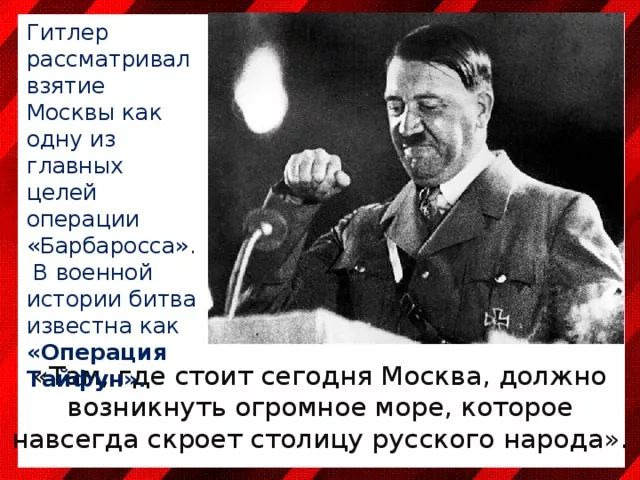 Гитлер
рассматривал
взятие
Москвы как
одну из
главных
целей
операции
«Барбаросса».
В военной
истории битва
известна как
«Операция
Тайфун».
«Там, где стоит сегодня Москва, должно
возникнуть огромное море, которое
навсегда скроет столицу русского народа».